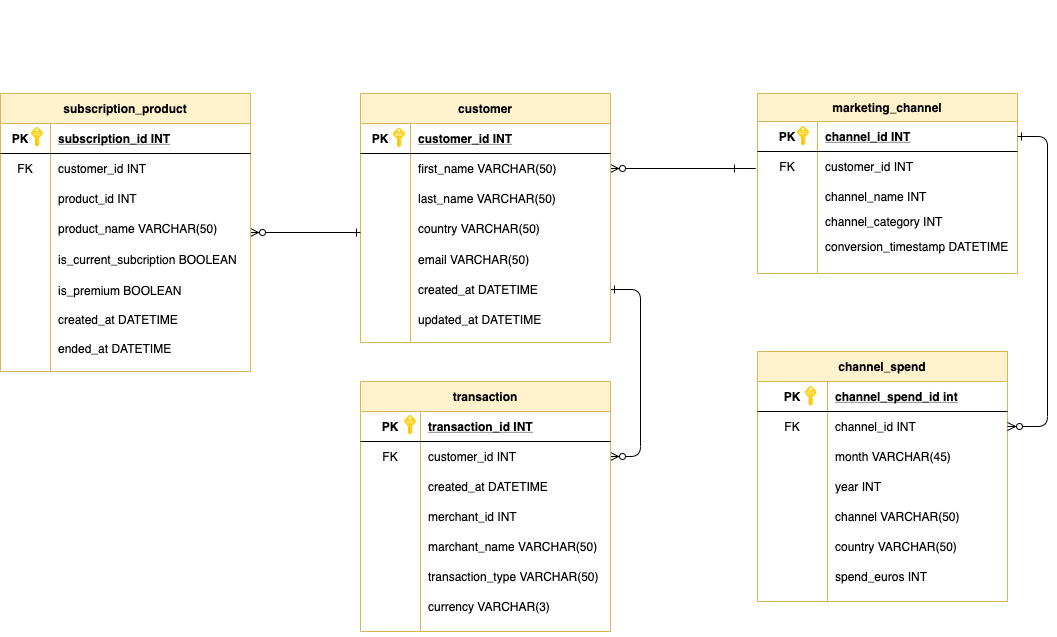 subscription_product
PK subscription_id INT
FK customer_id INT
product_id INT
product_name VARCHAR(50)
is_current_subcription BOOLEAN
is_premium BOOLEAN
created_at DATETIME
ended_at DATETIME
customer
PK customer_id INT
first_name VARCHAR(50)
last_name VARCHAR(50)
country VARCHAR(50)
email VARCHAR(50)
created_at DATETIME
updated_at DATETIME
marketing_channel
PK channel_id INT
FK customer_id INT
channel_name INT
channel_category INT
conversion_timestamp DATETIME
transaction
PK transaction_id INT
FK customer_id INT
created_at DATETIME
merchant_id INT
marchant_name VARCHAR(50)
transaction_type VARCHAR(50)
currency VARCHAR(3)
channel_spend
PK channel_spend_id int
FK channel_id INT
month VARCHAR(45)
year INT
channel VARCHAR(50)
country VARCHAR(50)
spend_euros INT